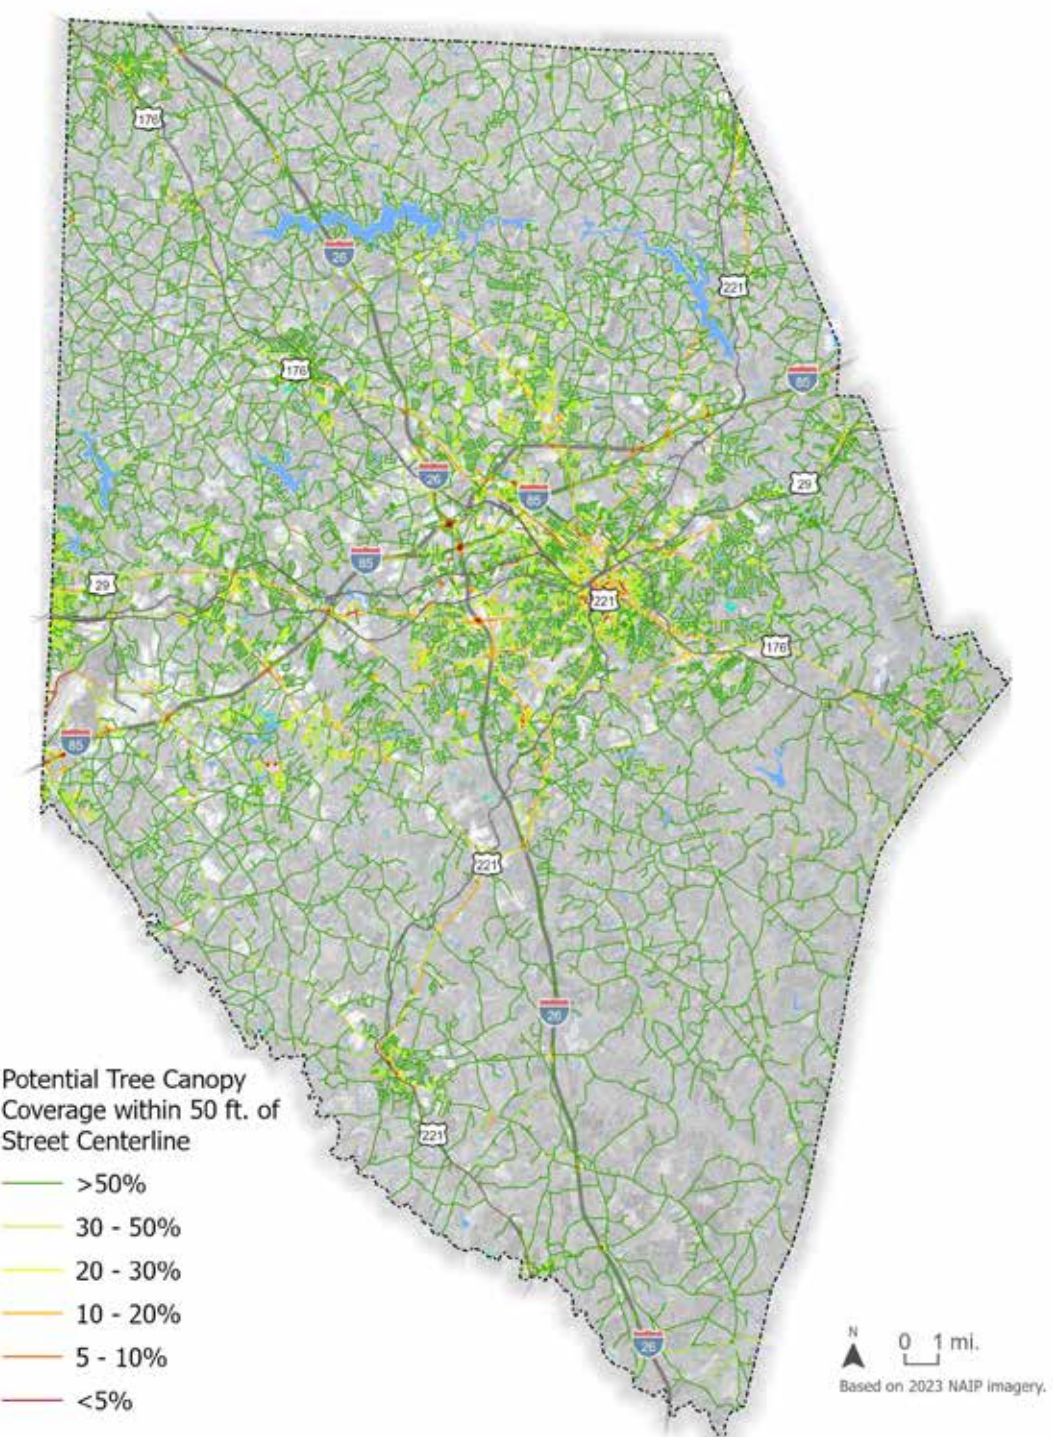 176
26
221
176
85
26
29
85
85
29
221
176
85
221
26
Potential Tree Canopy
Coverage within 50 ft. of
Street Centerline
221
>50%
30 - 50%
20 - 30%
10 - 20%
5 - 10%
<5%
26
N
0 1 mi.
Based on 2023 NAIP imagery.